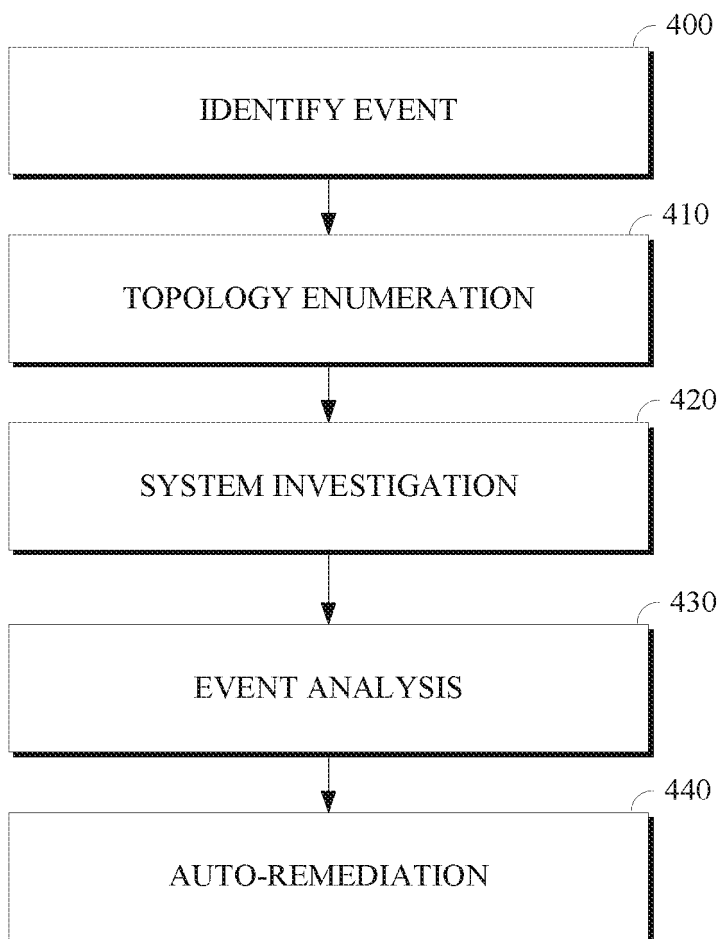 400
IDENTIFY EVENT
410
TOPOLOGY ENUMERATION
420
SYSTEM INVESTIGATION
430
EVENT ANALYSIS
440
AUTO-REMEDIATION